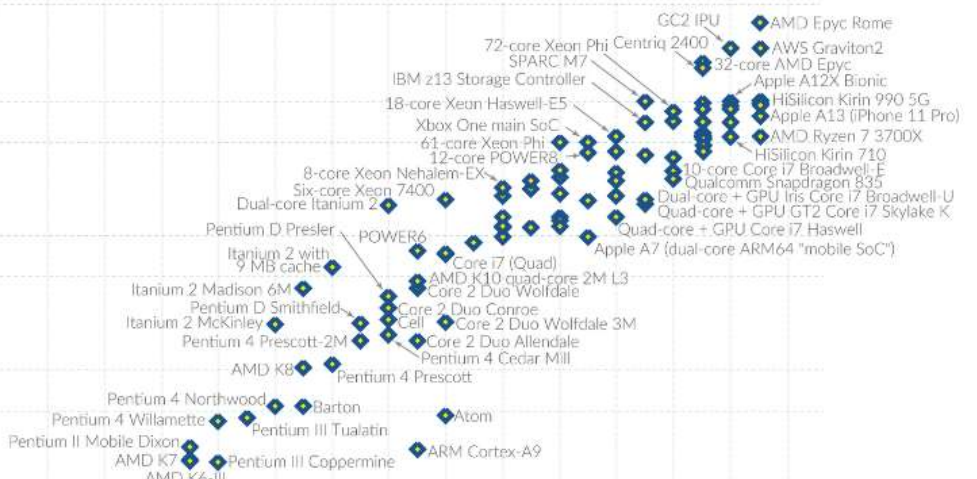 GC2 IPU
AMD Epyc Rome
72-core Xeon Phi
Centriq 2400
AWS Graviton2
SPARC M7
32-core AMD Epyc
IBM z13 Storage Controller
Apple A12X Bionic
18-core Xeon Haswell-E5
HiSilicon Kirin 990 5G
Apple A13 (iPhone 11 Pro)
Xbox One main SoC
61-core Xeon Phi
AMD Ryzen 7 3700X
12-core POWER8
HiSilicon Kirin 710
8-core Xeon Nehalem-EX
10-core Core i7 Broadwell-E
Six-core Xeon 7400
Qualcomm Snapdragon 835
Dual-core Itanium 2
Dual-core + GPU Iris Core i7 Broadwell-U
Quad-core + GPU GT2 Core i7 Skylake K
Pentium D Presler
POWER6
Quad-core + GPU Core i7 Haswell
Itanium 2 with
9 MB cache
Apple A7 (dual-core ARM64 "mobile SoC")
Core i7 (Quad)
AMD K10 quad-core 2M L3
Itanium 2 Madison 6M
Core 2 Duo Wolfdale
Pentium D Smithfield
Core 2 Duo Conroe
Itanium 2 McKinley
Cell
Core 2 Duo Wolfdale 3M
Pentium 4 Prescott-2M
Core 2 Duo Allendale
Pentium 4 Cedar Mill
AMD K8
Pentium 4 Prescott
Pentium 4 Northwood
Barton
Pentium 4 Willamette
Atom
Pentium III Tualatin
Pentium II Mobile Dixon
ARM Cortex-A9
AMD K7
Pentium III Coppermine
AMD K6-III